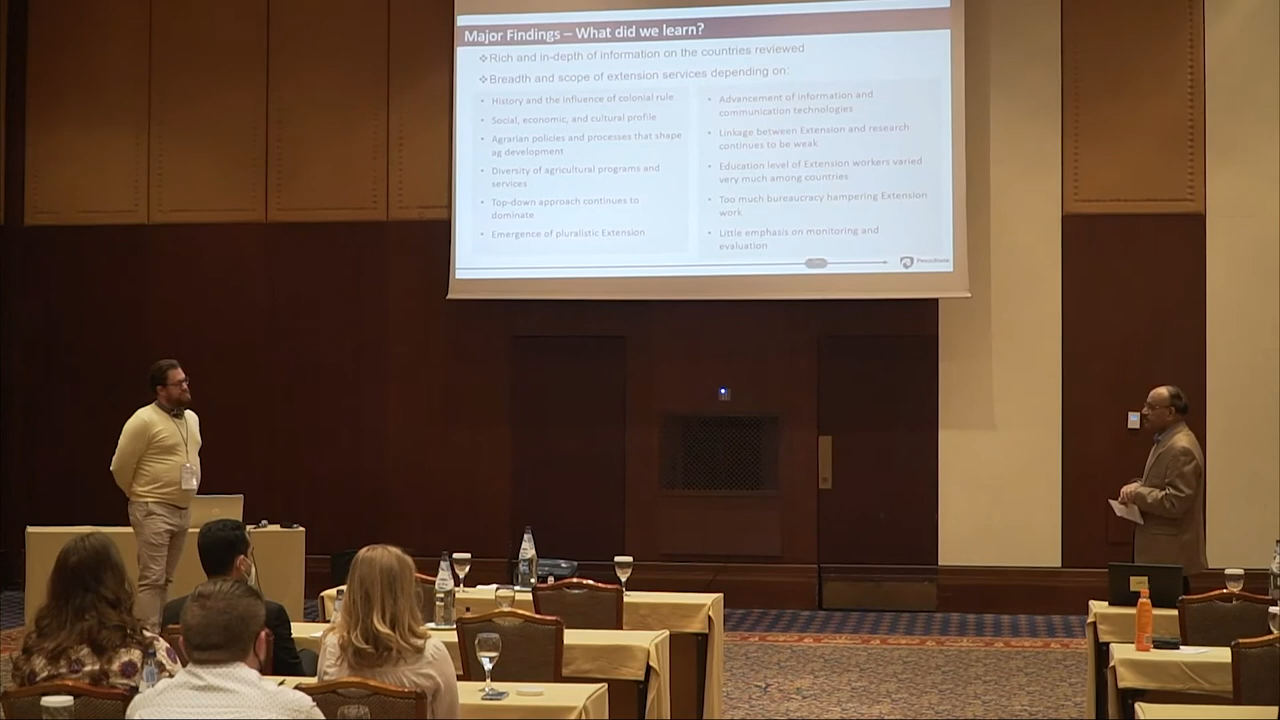 Major Findings – What did we learn?
❖Rich and in-depth of information on the countries reviewed
❖Breadth and scope of extension services depending on:
• History and the influence of colonial rule
• Social, economic, and cultural profile
• Agrarian policies and processes that shape
ag development
• Diversity of agricultural programs and
services
• Top-down approach continues to
dominate
• Emergence of pluralistic Extension
• Advancement of information and
communication technologies
• Linkage between Extension and research
continues to be weak
• Education level of Extension workers varied
very much among countries
• Too much bureaucracy hampering Extension
work
• Little emphasis on monitoring and
evaluation
PennState